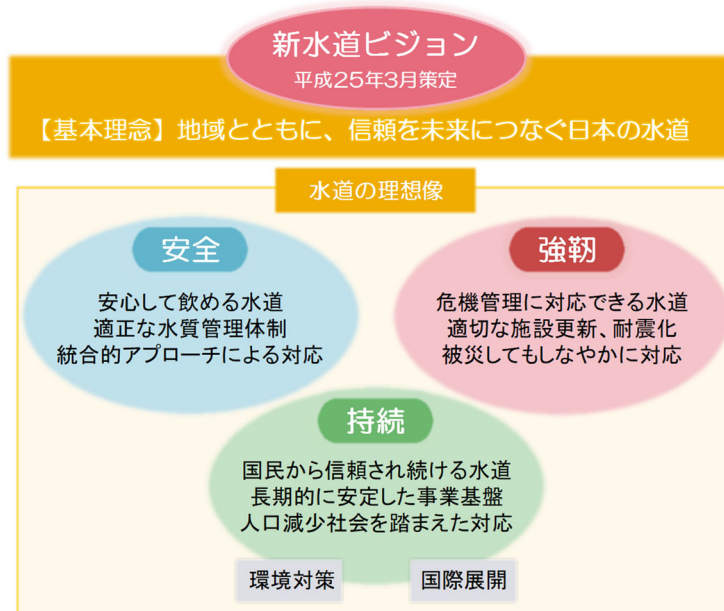 新水道ビジョン
平成25年3月策定
【基本理念】地域とともに、信頼を未来につなぐ日本の水道
水道の理想像
安全
安心して飲める水道
適正な水質管理体制
統合的アプローチによる対応
強靭
危機管理に対応できる水道
適切な施設更新、耐震化
被災してもしなやかに対応
持続
国民から信頼され続ける水道
長期的に安定した事業基盤
人口減少社会を踏まえた対応
環境対策
国際展開